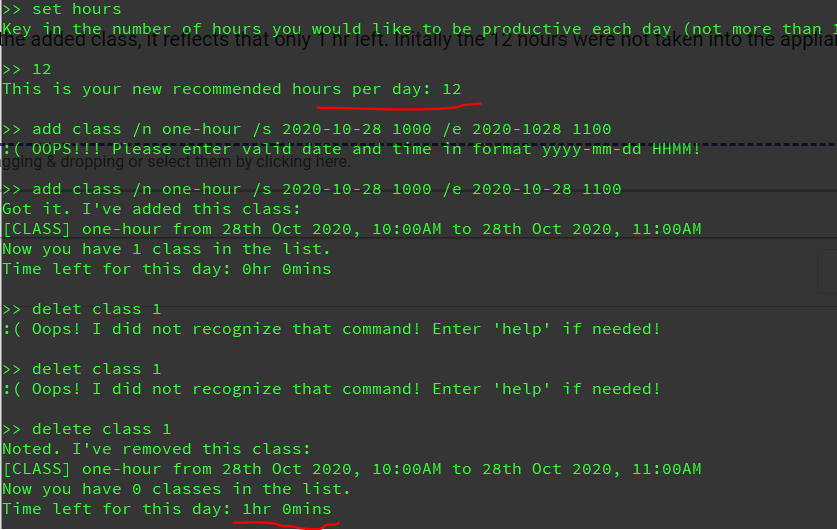 >> set hours
Key in the number of hours you would like to be productive each day (not more than
the added class, it reflects that only 1 hr left. Initally the 12 hours were not taken into the
>> 12
This is your new recommended hours per day: 12
>> add class /n one-hour /s 2020-10-28 1000 /e 2020-1028 1100
:( OOPS!!! Please enter valid date and time in format yyyy-mm-dd HHMM!
gging & dropping or select them by clicking here.
>> add class /n one-hour /s 2020-10-28 1000 /e 2020-10-28 1100
Got it. I've added this class:
[CLASS] one-hour from 28th Oct 2020, 10:00AM to 28th Oct 2020, 11:00AM
Now you have 1 class in the list.
Time left for this day: 0hr 0mins
>> delet class 1
:( Oops! I did not recognize that command! Enter 'help' if needed!
>> delet class 1
:( Oops! I did not recognize that command! Enter 'help' if needed!
>> delete class 1
Noted. I've removed this class:
[CLASS] one-hour from 28th Oct 2020, 10:00AM to 28th Oct 2020, 11:00AM
Now you have 0 classes in the list.
Time left for this day: 1hr 0mins